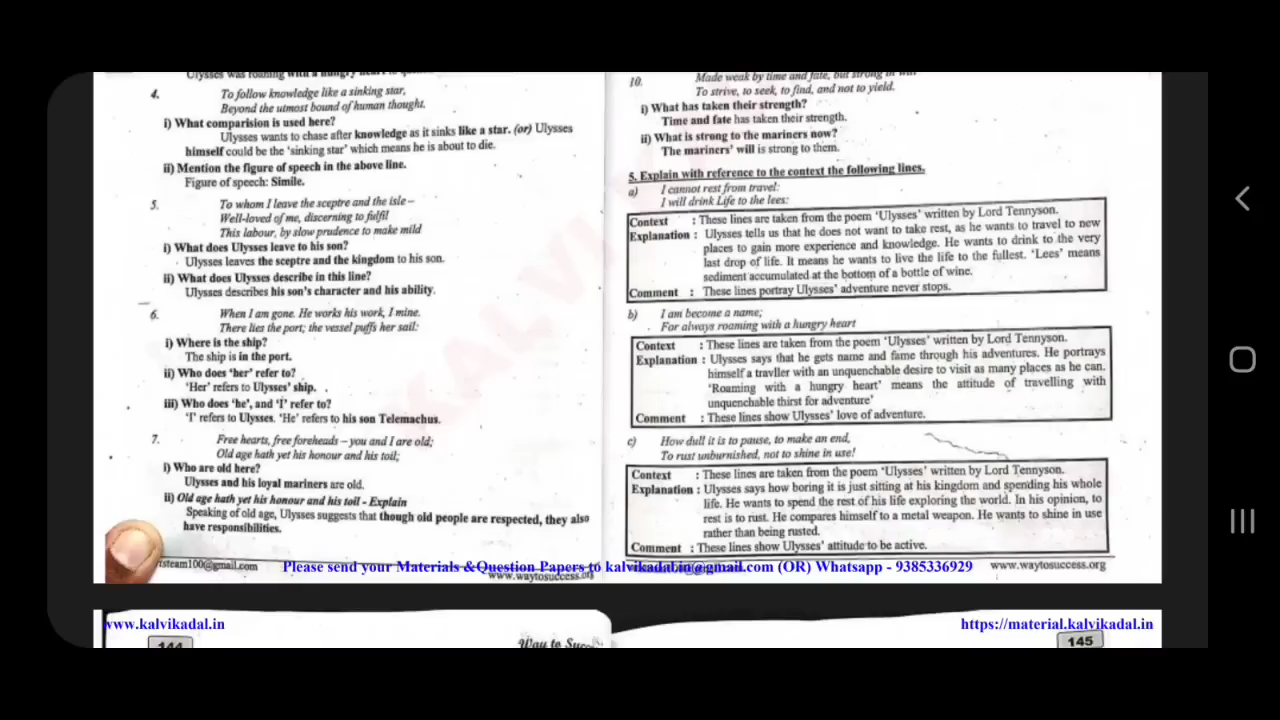 Ulysses was roaming with a hungry heart to
4. To follow knowledge like a sinking star,
Beyond the utmost bound of human thought.
i) What comparision is used here?
Ulysses wants to chase after knowledge as it sinks like a star. (or) Ulysses
himself could be the 'sinking star' which means he is about to die.
ii) Mention the figure of speech in the above line.
Figure of speech: Simile.
5. To whom I leave the sceptre and the isle –
Well-loved of me, discerning to fulfil
This labour, by slow prudence to make mild
i) What does Ulysses leave to his son?
Ulysses leaves the sceptre and the kingdom to his son.
ii) What does Ulysses describe in this line?
Ulysses describes his son's character and his ability.
6. When I am gone. He works his work, I mine.
There lies the port; the vessel puffs her sail:
i) Where is the ship?
The ship is in the port.
ii) Who does 'her' refer to?
'Her' refers to Ulysses' ship.
iii) Who does 'he', and 'I' refer to?
'I' refers to Ulysses. 'He' refers to his son Telemachus.
7. Free hearts, free foreheads – you and I are old;
Old age hath yet his honour and his toil;
i) Who are old here?
Ulysses and his loyal mariners are old.
ii) Old age hath yet his honour and his toil - Explain
Speaking of old age, Ulysses suggests that though old people are respected, they also
have responsibilities.
rsteam100@gmail.com
www.waytosuccess.org
10. Made weak by time and fate, but strong in will
To strive, to seek, to find, and not to yield.
i) What has taken their strength?
Time and fate has taken their strength.
ii) What is strong to the mariners now?
The mariners' will is strong to them.
5. Explain with reference to the context the following lines.
a) I cannot rest from travel:
I will drink Life to the lees:
Context : These lines are taken from the poem 'Ulysses' written by Lord Tennyson.
Explanation : Ulysses tells us that he does not want to take rest, as he wants to travel to new
places to gain more experience and knowledge. He wants to drink to the very
last drop of life. It means he wants to live the life to the fullest. 'Lees' means
sediment accumulated at the bottom of a bottle of wine.
Comment : These lines portray Ulysses' adventure never stops.
b) I am become a name;
For always roaming with a hungry heart
Context : These lines are taken from the poem 'Ulysses' written by Lord Tennyson.
Explanation : Ulysses says that he gets name and fame through his adventures. He portrays
himself a travller with an unquenchable desire to visit as many places as he can.
'Roaming with a hungry heart' means the attitude of travelling with
unquenchable thirst for adventure'
Comment : These lines show Ulysses' love of adventure.
c) How dull it is to pause, to make an end,
To rust unburnished, not to shine in use!
Context : These lines are taken from the poem 'Ulysses' written by Lord Tennyson.
Explanation : Ulysses says how boring it is just sitting at his kingdom and spending his whole
life. He wants to spend the rest of his life exploring the world. In his opinion, to
rest is to rust. He compares himself to a metal weapon. He wants to shine in use
rather than being rusted.
Comment : These lines show Ulysses' attitude to be active.
www.waytosuccess.org
Please send your Materials &Question Papers to kalvikadal.in@gmail.com (OR) Whatsapp - 9385336929
www.kalvikadal.in
https://material.kalvikadal.in
144
Way to
145